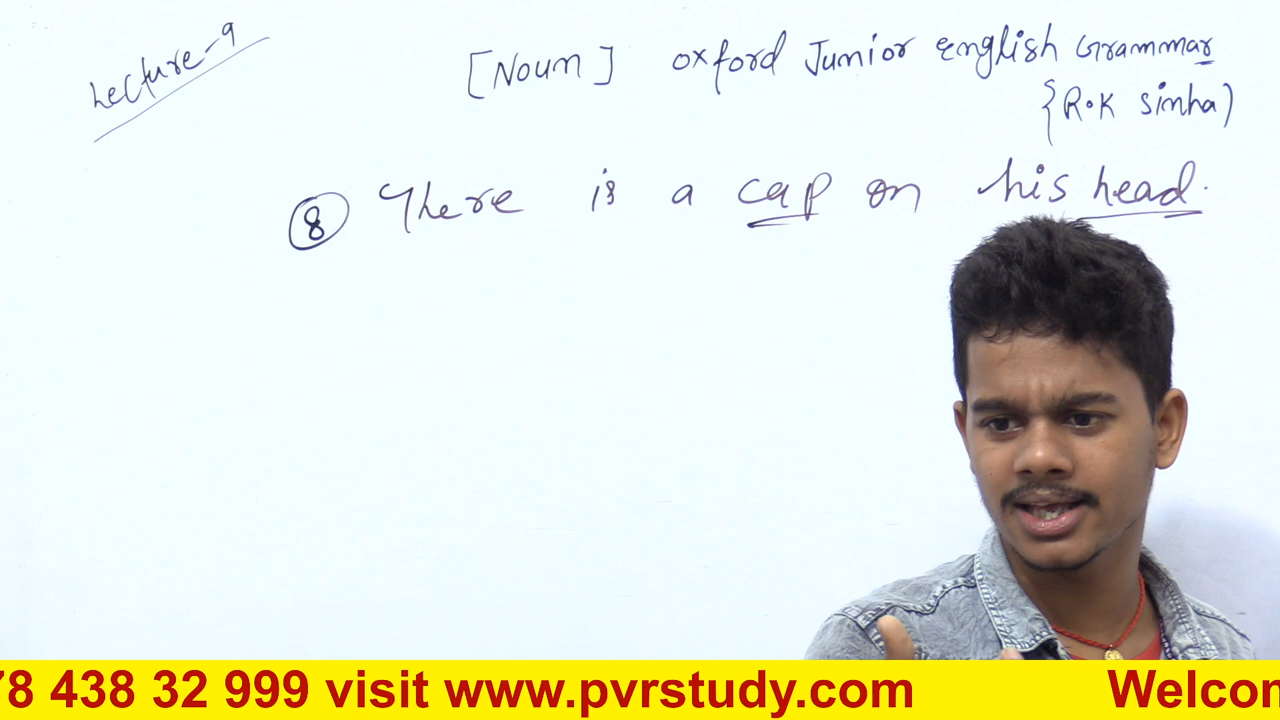 Lecture-9
[Noun] Oxford Junior English Grammar
{R.K Sinha)
8 There is a cap on his head.
78 438 32 999 visit www.pvrstudy.com Welcom